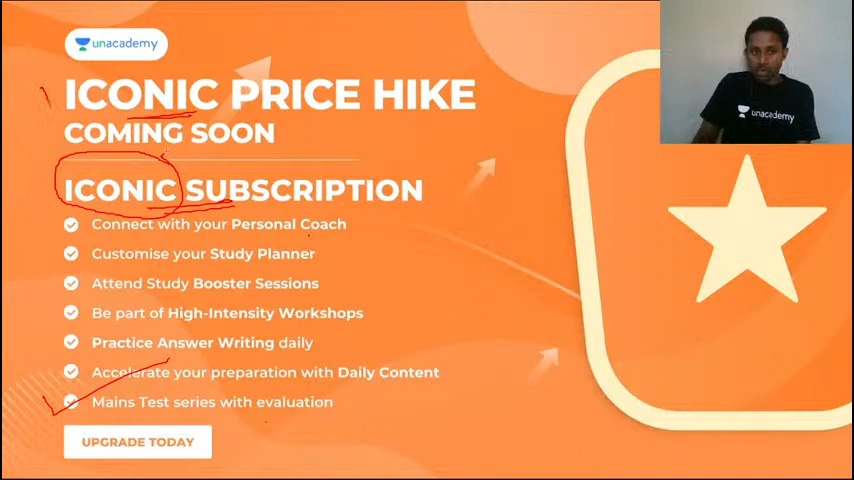 unacademy
ICONIC PRICE HIKE
COMING SOON
ICONIC SUBSCRIPTION
Connect with your Personal Coach
Customise your Study Planner
Attend Study Booster Sessions
Be part of High-Intensity Workshops
Practice Answer Writing daily
Accelerate your preparation with Daily Content
Mains Test series with evaluation
UPGRADE TODAY
unacademy